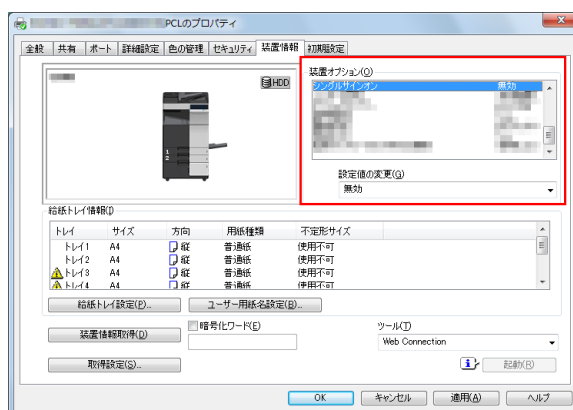 PCLのプロパティ
全般 共有 ポート 詳細設定 色の管理 セキュリティ 装置情報 初期設定
HDD
装置オプション(O)
シングルサインオン 無効
設定値の変更(G)
無効
給紙トレイ情報(I)
トレイ サイズ 方向 用紙種類 不定形サイズ
トレイ1 A4 縦 普通紙 使用不可
トレイ2 A4 縦 普通紙 使用不可
トレイ3 A4 縦 普通紙 使用不可
トレイ4 A4 縦 普通紙 使用不可
給紙トレイ設定(P)... ユーザー用紙名設定(B)...
装置情報取得(D) 暗号化ワード(E) ツール(T)
Web Connection
取得設定(S)... 起動(R)
OK キャンセル 適用(A) ヘルプ